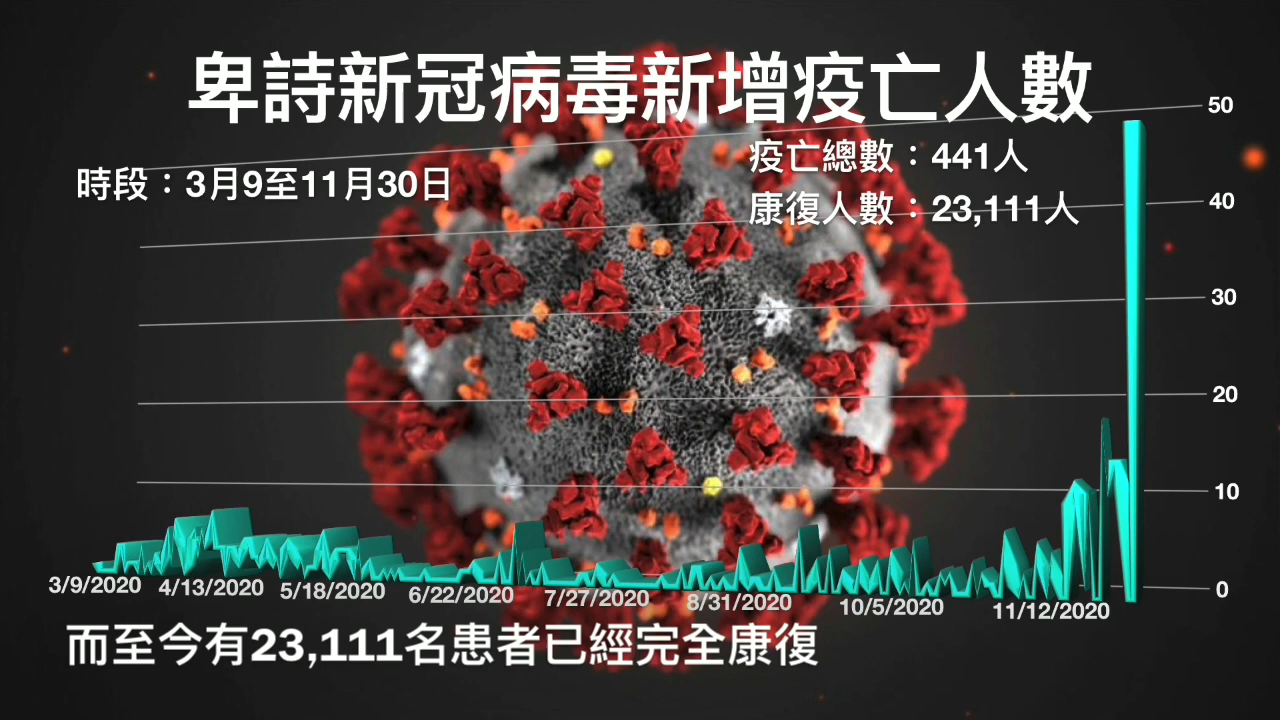 卑詩新冠病毒新增疫亡人數
時段：3月9至11月30日
疫亡總數：441人
康復人數：23,111人
50
40
30
20
10
0
3/9/2020 4/13/2020 5/18/2020 6/22/2020 7/27/2020 8/31/2020 10/5/2020 11/12/2020
而至今有23,111名患者已經完全康復